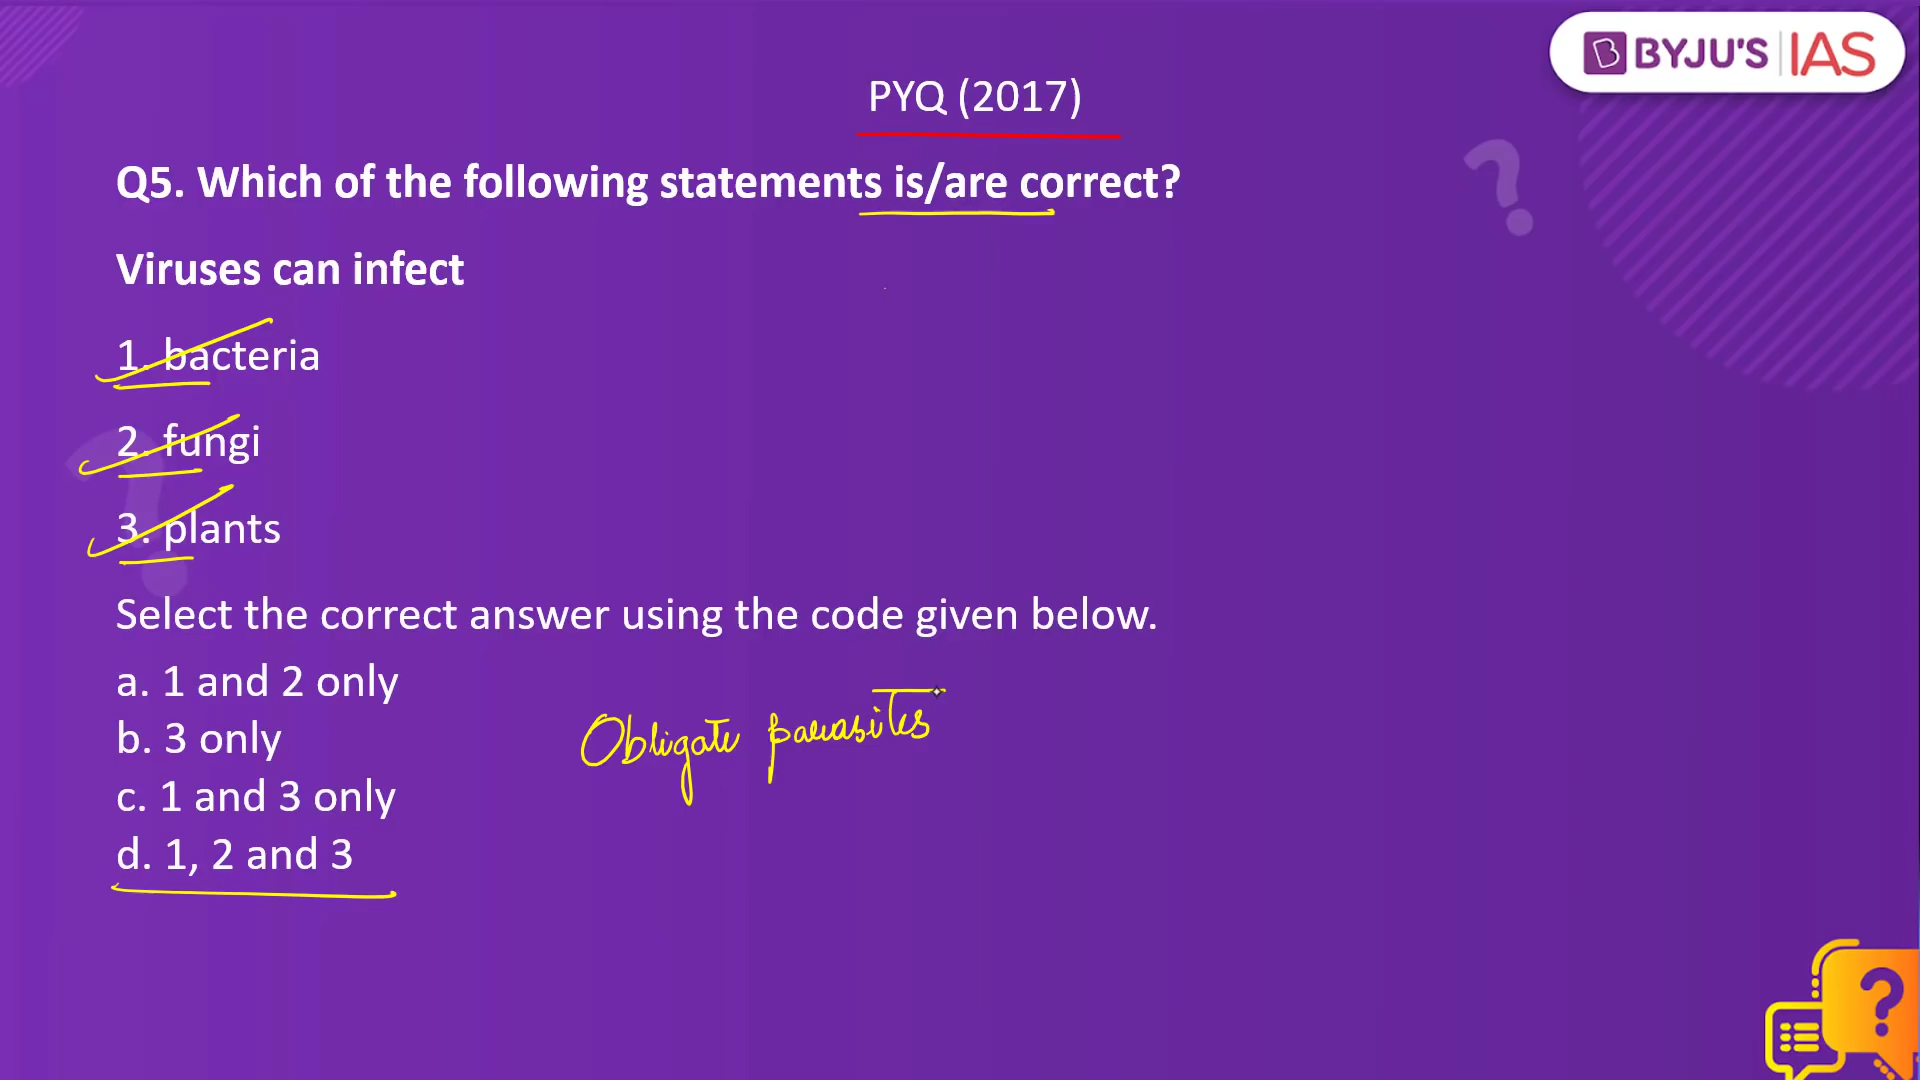 BYJU'S IAS
PYQ (2017)
Q5. Which of the following statements is/are correct?
Viruses can infect
1. bacteria
2. fungi
3. plants
Select the correct answer using the code given below.
a. 1 and 2 only
b. 3 only
c. 1 and 3 only
d. 1, 2 and 3
Obligate parasites